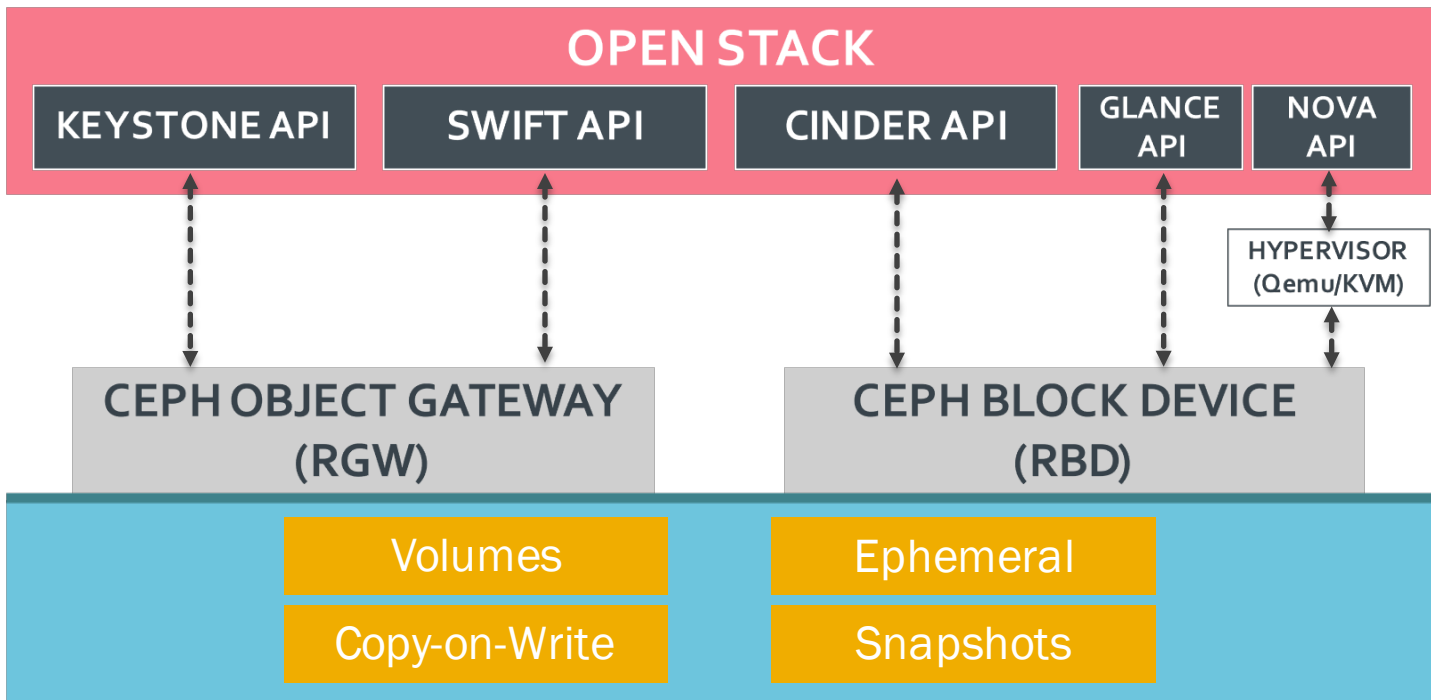 OPEN STACK
KEYSTONE API
SWIFT API
CINDER API
GLANCE
API
NOVA
API
HYPERVISOR
(Qemu/KVM)
CEPH OBJECT GATEWAY
(RGW)
CEPH BLOCK DEVICE
(RBD)
Volumes
Ephemeral
Copy-on-Write
Snapshots